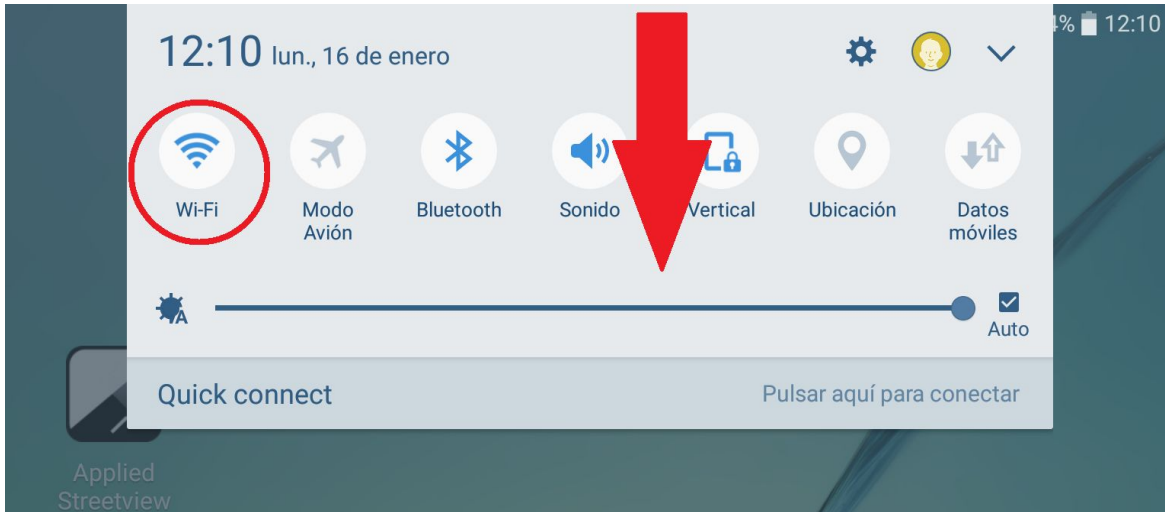 % 12:10
12:10 lun., 16 de enero
Wi-Fi
Modo
Avión
Bluetooth
Sonido
Vertical
Ubicación
Datos
móviles
A
Auto
Quick connect
Pulsar aquí para conectar
Applied
Streetview